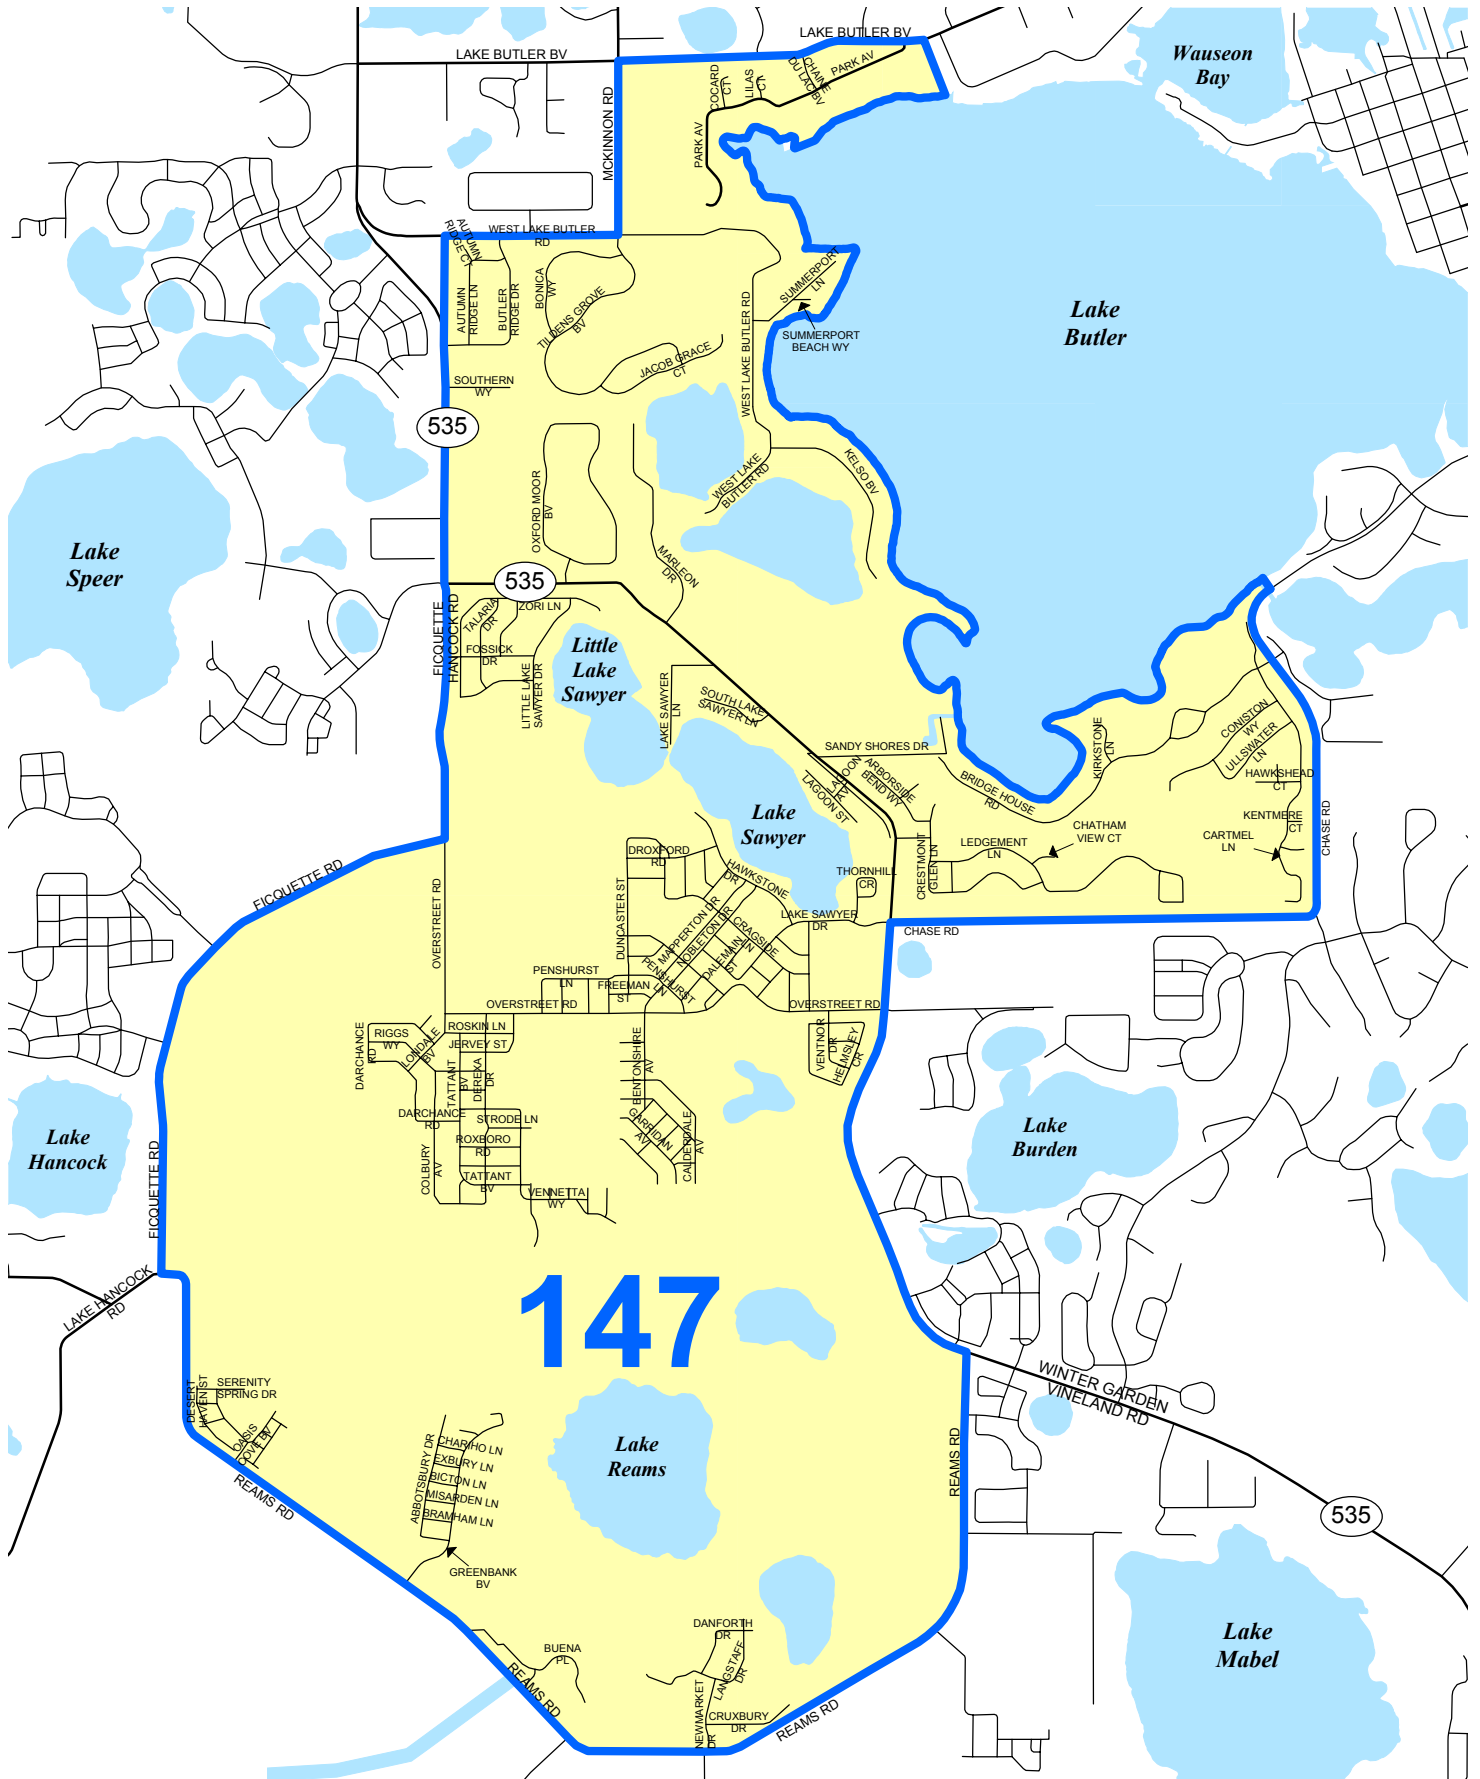 LAKE BUTLER BV
LAKE BUTLER BV
Wauseon
Bay
MCKINNON RD
COCARD
CT
LILAS
CT
CHAINE
DU LAC BV
PARK AV
PARK AV
AUTUMN
RIDGE CT
WEST LAKE BUTLER
RD
AUTUMN
RIDGE LN
BUTLER
RIDGE DR
BONICA
WY
TILDENS GROVE
BV
SUMMERPORT
LN
SUMMERPORT
BEACH WY
WEST LAKE BUTLER RD
JACOB GRACE
CT
Lake
Butler
SOUTHERN
WY
535
WEST LAKE
BUTLER RD
KELSO BV
OXFORD MOOR
BV
MARLEON
DR
Lake
Speer
535
FICQUETTE
HANCOCK RD
TALARIA
DR
ZORI LN
FOSSICK
DR
LITTLE LAKE
SAWYER DR
Little
Lake
Sawyer
LAKE SAWYER
LN
SOUTH LAKE
SAWYER LN
SANDY SHORES DR
LAGOON
AV
LAGOON ST
ARBORSIDE
BEND WY
BRIDGE HOUSE
RD
KIRKSTONE
LN
CONISTON
WY
ULLSWATER
LN
HAWKSHEAD
CT
KENTMERE
CT
CARTMEL
LN
CHASE RD
CHATHAM
VIEW CT
LEDGEMENT
LN
CRESTMONT
GLEN LN
Lake
Sawyer
THORNHILL
CR
DROXFORD
RD
HAWKSTONE
DR
DUNCASTER ST
MAPPERTON DR
NOBLETON DR
CRAGSIDE
LN
DALEMAIN
ST
LAKE SAWYER
DR
CHASE RD
FICQUETTE RD
OVERSTREET RD
PENSHURST
LN
FREEMAN
ST
PENSHURST
LN
OVERSTREET RD
OVERSTREET RD
DARCHANCE
RD
RIGGS
WY
LONDALE
BV
ROSKIN LN
JERVEY ST
TATTANT
BV
DEREXA
DR
DARCHANCE
RD
STRODE LN
ROXBORO
RD
COLBURY
AV
TATTANT
BV
VENNETTA
WY
BENTONSHIRE
AV
GARRIDAN
AV
CALDERDALE
AV
VENTNOR
DR
HELMSLEY
CR
Lake
Hancock
Lake
Burden
FICQUETTE RD
LAKE HANCOCK
RD
147
WINTER GARDEN
VINELAND RD
DESERT
HAVEN ST
SERENITY
SPRING DR
OASIS
COVE BV
REAMS RD
ABBOTSBURY DR
CHARIHO LN
EXBURY LN
BICTON LN
MISARDEN LN
BRAMHAM LN
GREENBANK
BV
Lake
Reams
REAMS RD
535
Lake
Mabel
BUENA
PL
REAMS RD
DANFORTH
DR
LANGSTAFF
DR
NEWMARKET
DR
CRUXBURY
DR
REAMS RD